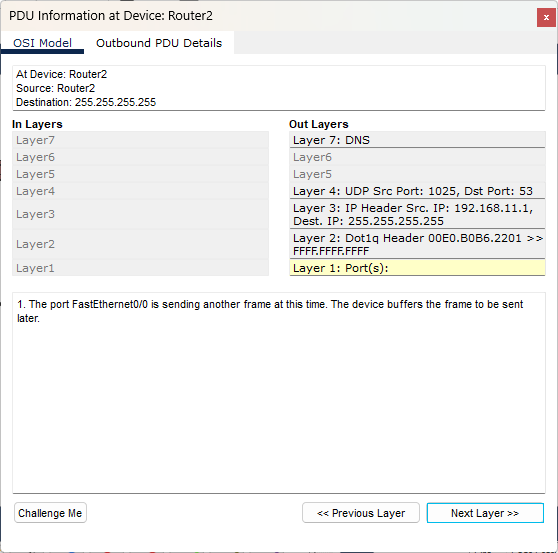 PDU Information at Device: Router2
x
OSI Model
Outbound PDU Details
At Device: Router2
Source: Router2
Destination: 255.255.255.255
In Layers
Layer7
Layer6
Layer5
Layer4
Layer3
Layer2
Layer1
Out Layers
Layer 7: DNS
Layer6
Layer5
Layer 4: UDP Src Port: 1025, Dst Port: 53
Layer 3: IP Header Src. IP: 192.168.11.1,
Dest. IP: 255.255.255.255
Layer 2: Dot1q Header 00E0.B0B6.2201 >>
FFFF.FFFF.FFFF
Layer 1: Port(s):
1. The port FastEthernet0/0 is sending another frame at this time. The device buffers the frame to be sent
later.
Challenge Me
<< Previous Layer
Next Layer >>